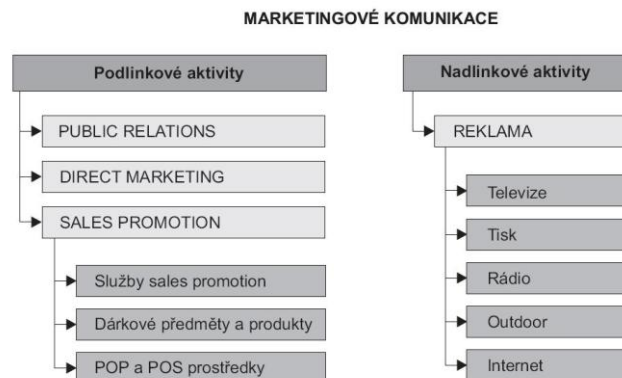 MARKETINGOVÉ KOMUNIKACE
Podlinkové aktivity
PUBLIC RELATIONS
DIRECT MARKETING
SALES PROMOTION
Služby sales promotion
Dárkové předměty a produkty
POP a POS prostředky
Nadlinkové aktivity
REKLAMA
Televize
Tisk
Rádio
Outdoor
Internet